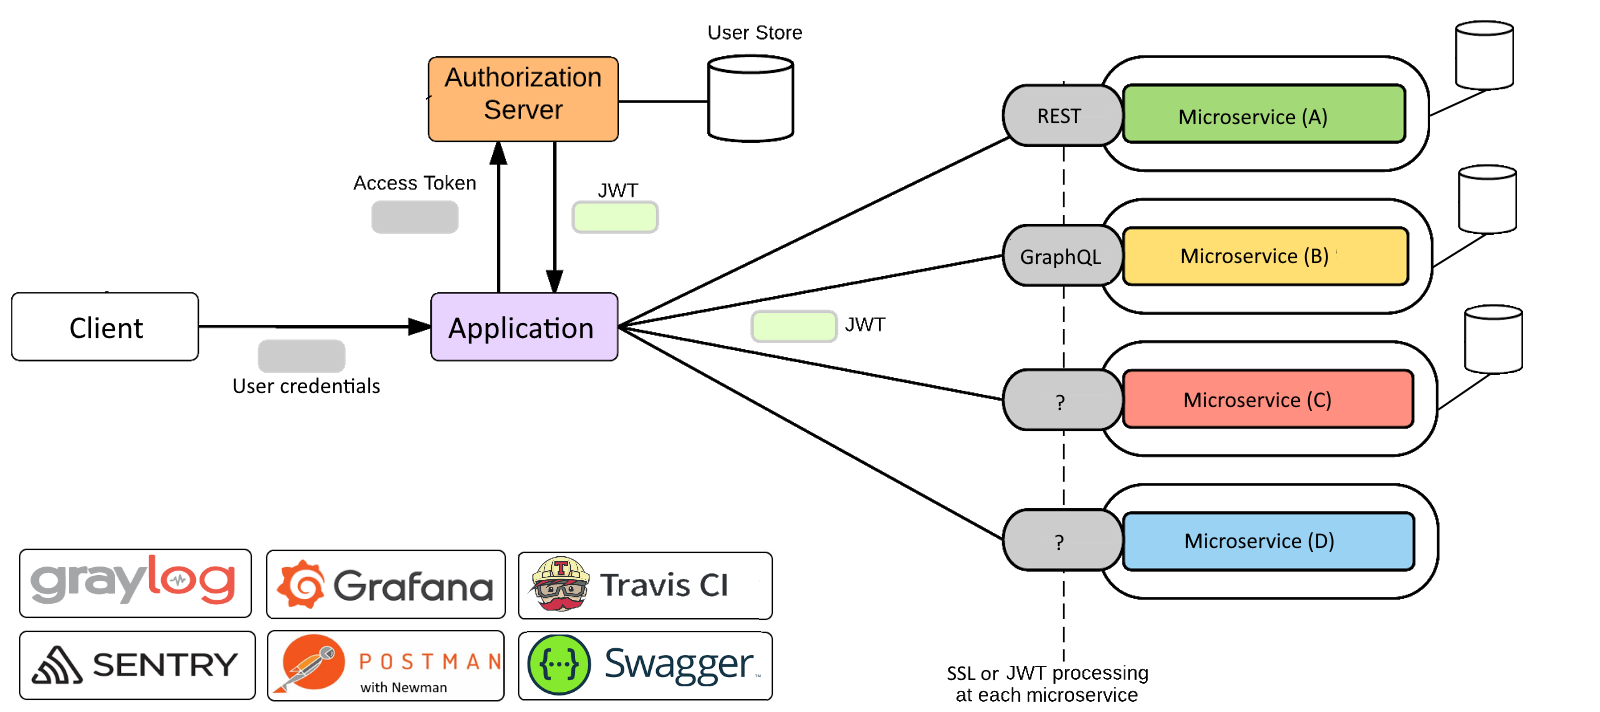 User Store
Authorization
Server
Access Token
JWT
Client
User credentials
Application
JWT
REST
Microservice (A)
GraphQL
Microservice (B)
?
Microservice (C)
?
Microservice (D)
SSL or JWT processing
at each microservice
graylog
Grafana
T
Travis CI
SENTRY
POSTMAN
with Newman
{···}
Swagger™